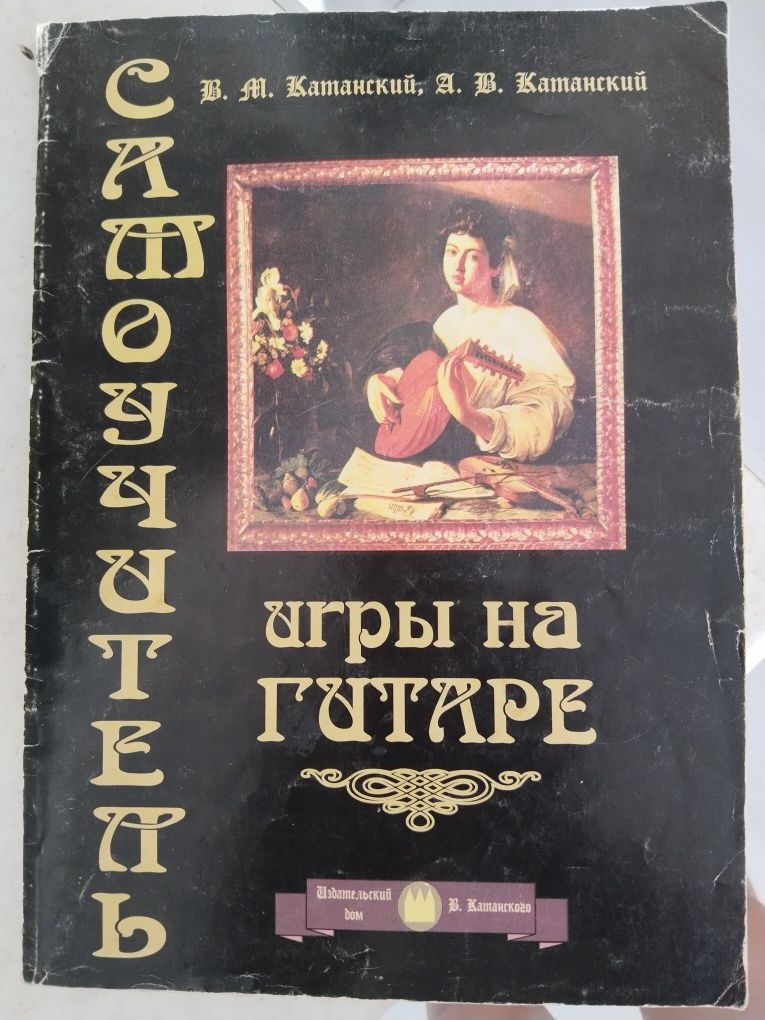 В. М. Катанский, А. В. Катанский
САМОУЧИТЕЛЬ
игры на
ГИТАРЕ
Издательский
дом
В. Катанского